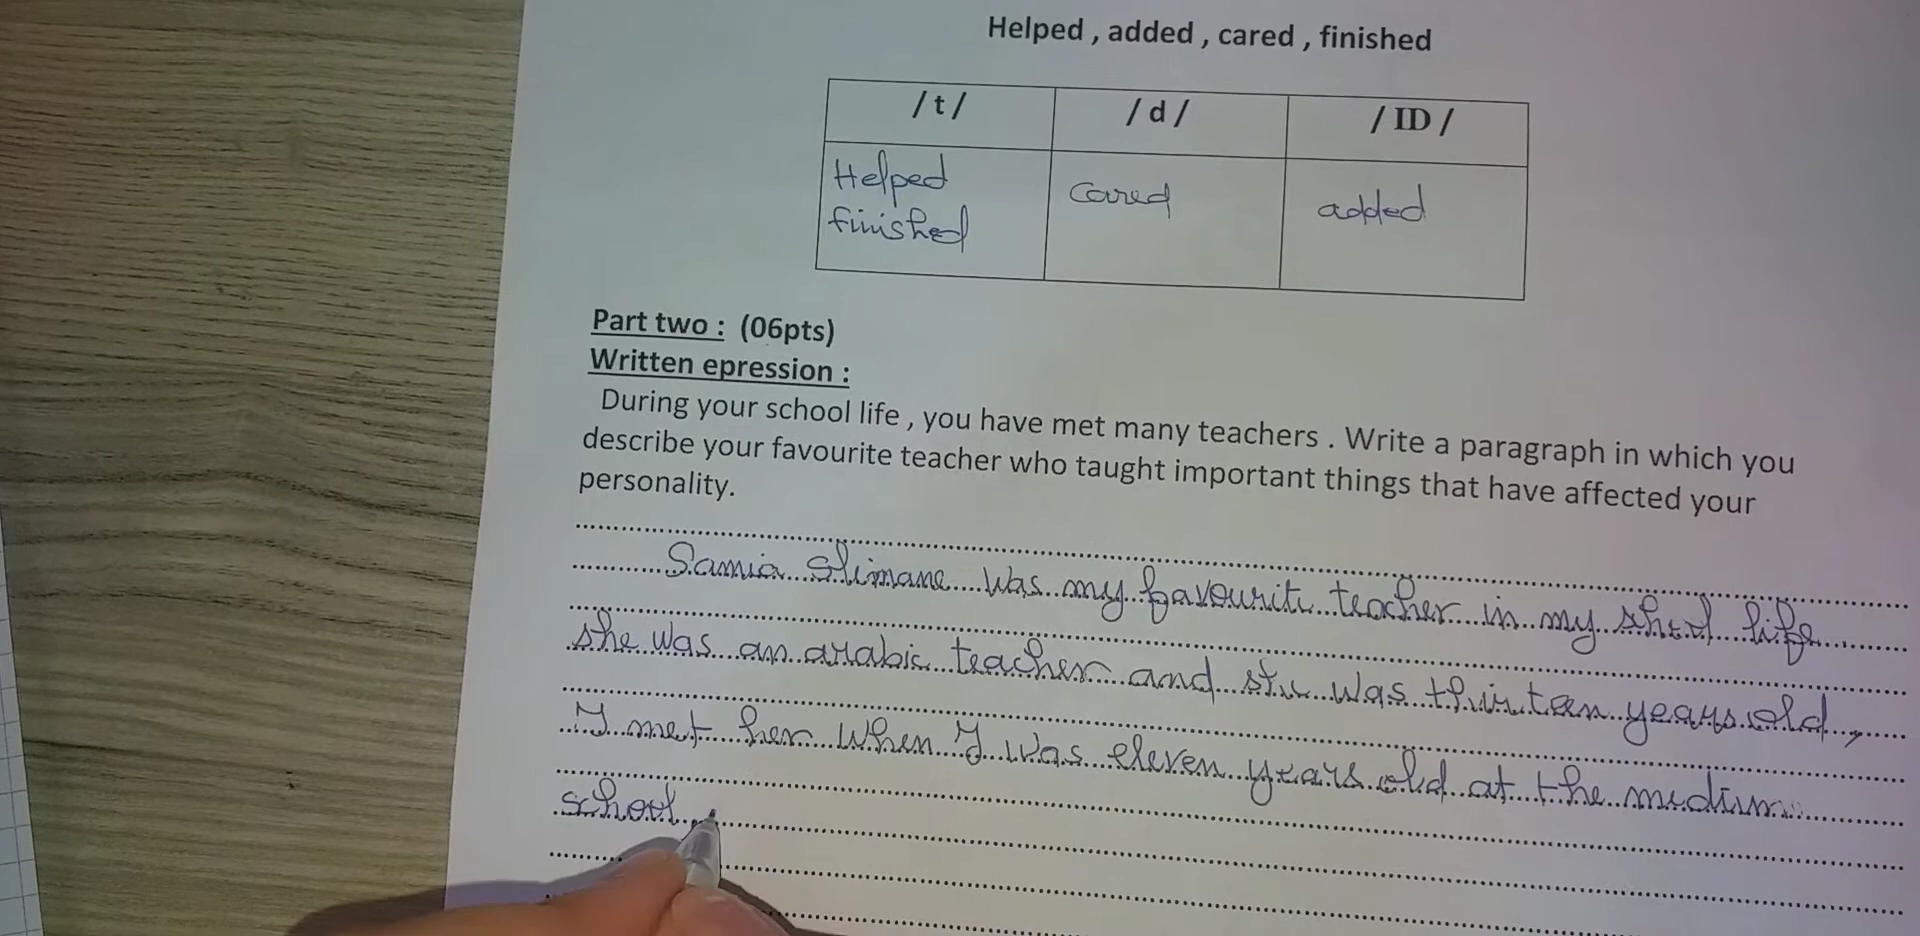 Helped , added , cared , finished
/ t / / d / / ID /
Helped cared added
finished
Part two : (06pts)
Written epression :
During your school life , you have met many teachers . Write a paragraph in which you
describe your favourite teacher who taught important things that have affected your
personality.
Samia Slimane was my favourite teacher in my shool life
she was an arabic teacher and she was thirteen years old,
I met her when I was eleven years old at the medium
school